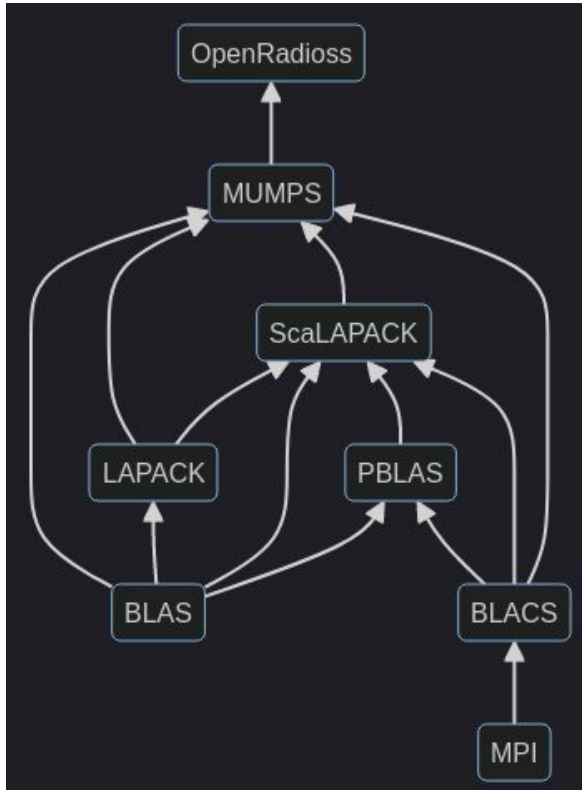 OpenRadioss
MUMPS
ScaLAPACK
LAPACK
PBLAS
BLAS
BLACS
MPI